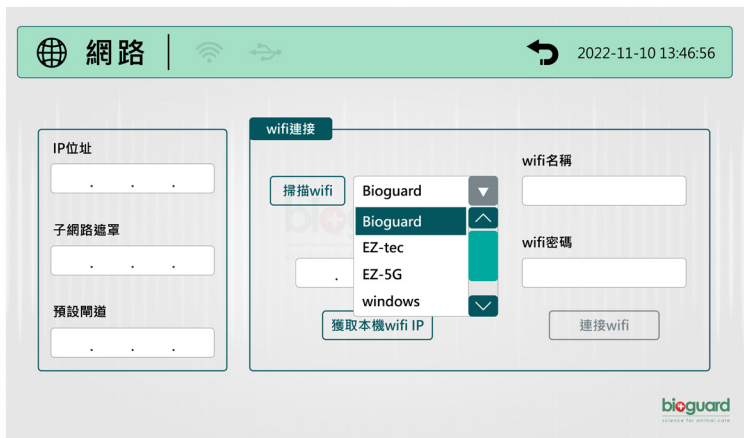 網路
2022-11-10 13:46:56
IP位址
. . .
子網路遮罩
. . .
預設閘道
. . .
wifi連接
掃描wifi
Bioguard
Bioguard
EZ-tec
EZ-5G
windows
.
獲取本機wifi IP
wifi名稱
wifi密碼
連接wifi
bioguard
science for animal care